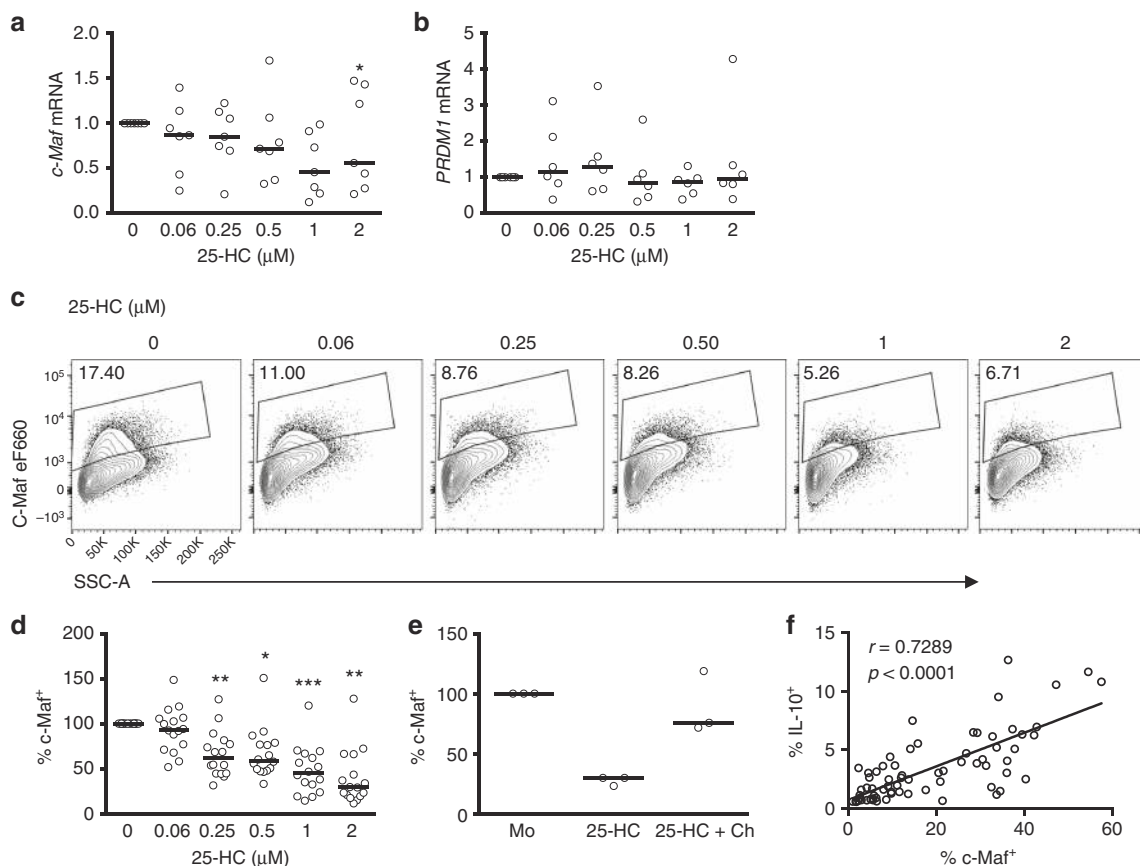 a
c-Maf mRNA
2.0
1.5
1.0
0.5
0.0
*
0 0.06 0.25 0.5 1 2
25-HC (μM)
b
PRDM1 mRNA
5
4
3
2
1
0
0 0.06 0.25 0.5 1 2
25-HC (μM)
c
25-HC (μM)
0 0.06 0.25 0.50 1 2
17.40 11.00 8.76 8.26 5.26 6.71
C-Maf eF660
10⁵
10⁴
10³
0
−10³
0 50K 100K 150K 200K 250K
SSC-A
d
% c-Maf⁺
200
150
100
50
0
** * *** **
0 0.06 0.25 0.5 1 2
25-HC (μM)
e
% c-Maf⁺
150
100
50
0
Mo 25-HC 25-HC + Ch
f
% IL-10⁺
15
10
5
0
r = 0.7289
p < 0.0001
0 20 40 60
% c-Maf⁺